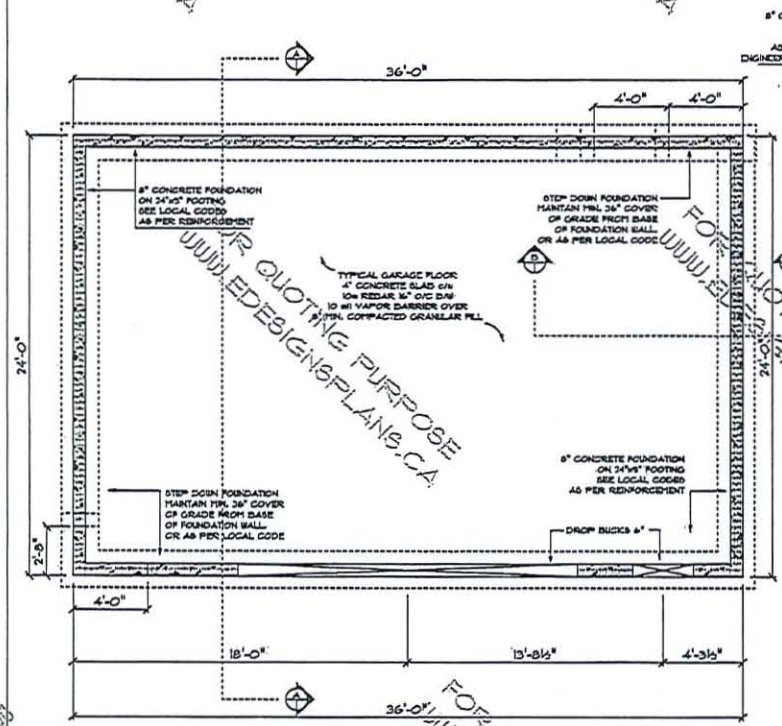 8" C
ENGINEER
A
36'-0"
4'-0"
4'-0"
8" CONCRETE FOUNDATION
ON 24"x8" FOOTING
SEE LOCAL CODES
AS PER REINFORCEMENT
STEP DOWN FOUNDATION
MAINTAIN MIN. 36" COVER
OF GRADE FROM BASE
OF FOUNDATION WALL
OR AS PER LOCAL CODE
TYPICAL GARAGE FLOOR
4" CONCRETE SLAB c/w
10m REBAR 16" O/C B/W
10 mil VAPOR BARRIER OVER
MIN. COMPACTED GRANULAR FILL
B
FOR QUOTING PURPOSE
WWW.EDESIGNSPLANS.CA
24'-0"
24'-0"
STEP DOWN FOUNDATION
MAINTAIN MIN. 36" COVER
OF GRADE FROM BASE
OF FOUNDATION WALL
OR AS PER LOCAL CODE
8" CONCRETE FOUNDATION
ON 24"x8" FOOTING
SEE LOCAL CODES
AS PER REINFORCEMENT
DROP BUCKS 6"
2'-8"
4'-0"
18'-0"
13'-8½"
4'-3½"
A
36'-0"
FOR